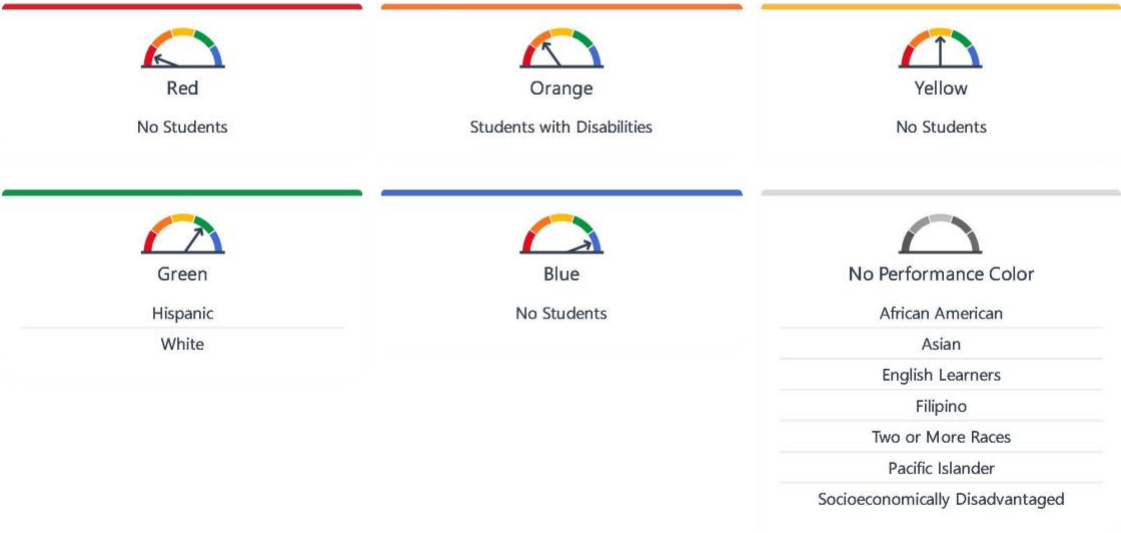 Red
No Students
Orange
Students with Disabilities
Yellow
No Students
Green
Hispanic
White
Blue
No Students
No Performance Color
African American
Asian
English Learners
Filipino
Two or More Races
Pacific Islander
Socioeconomically Disadvantaged